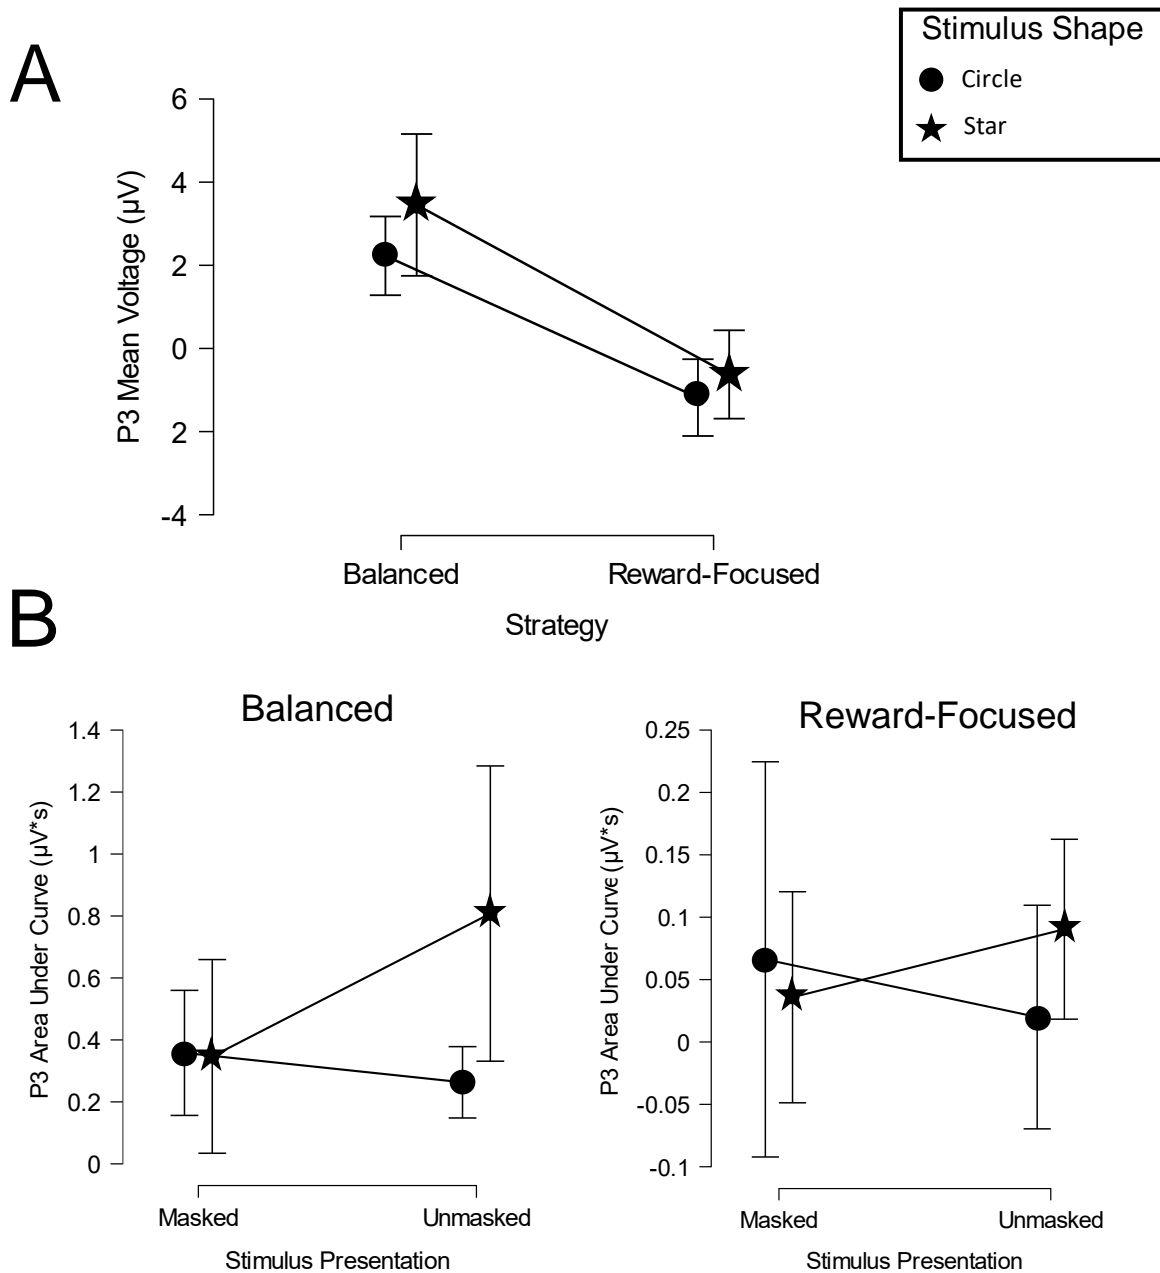 A
Stimulus Shape
Circle
Star
6
4
2
0
2
-4
P3 Mean Voltage (µV)
Balanced Reward-Focused
Strategy
B
Balanced
1.4
1.2
1
0.8
0.6
0.4
0.2
0
P3 Area Under Curve (µV*s)
Masked Unmasked
Stimulus Presentation
Reward-Focused
0.25
0.2
0.15
0.1
0.05
0
-0.05
-0.1
P3 Area Under Curve (µV*s)
Masked Unmasked
Stimulus Presentation